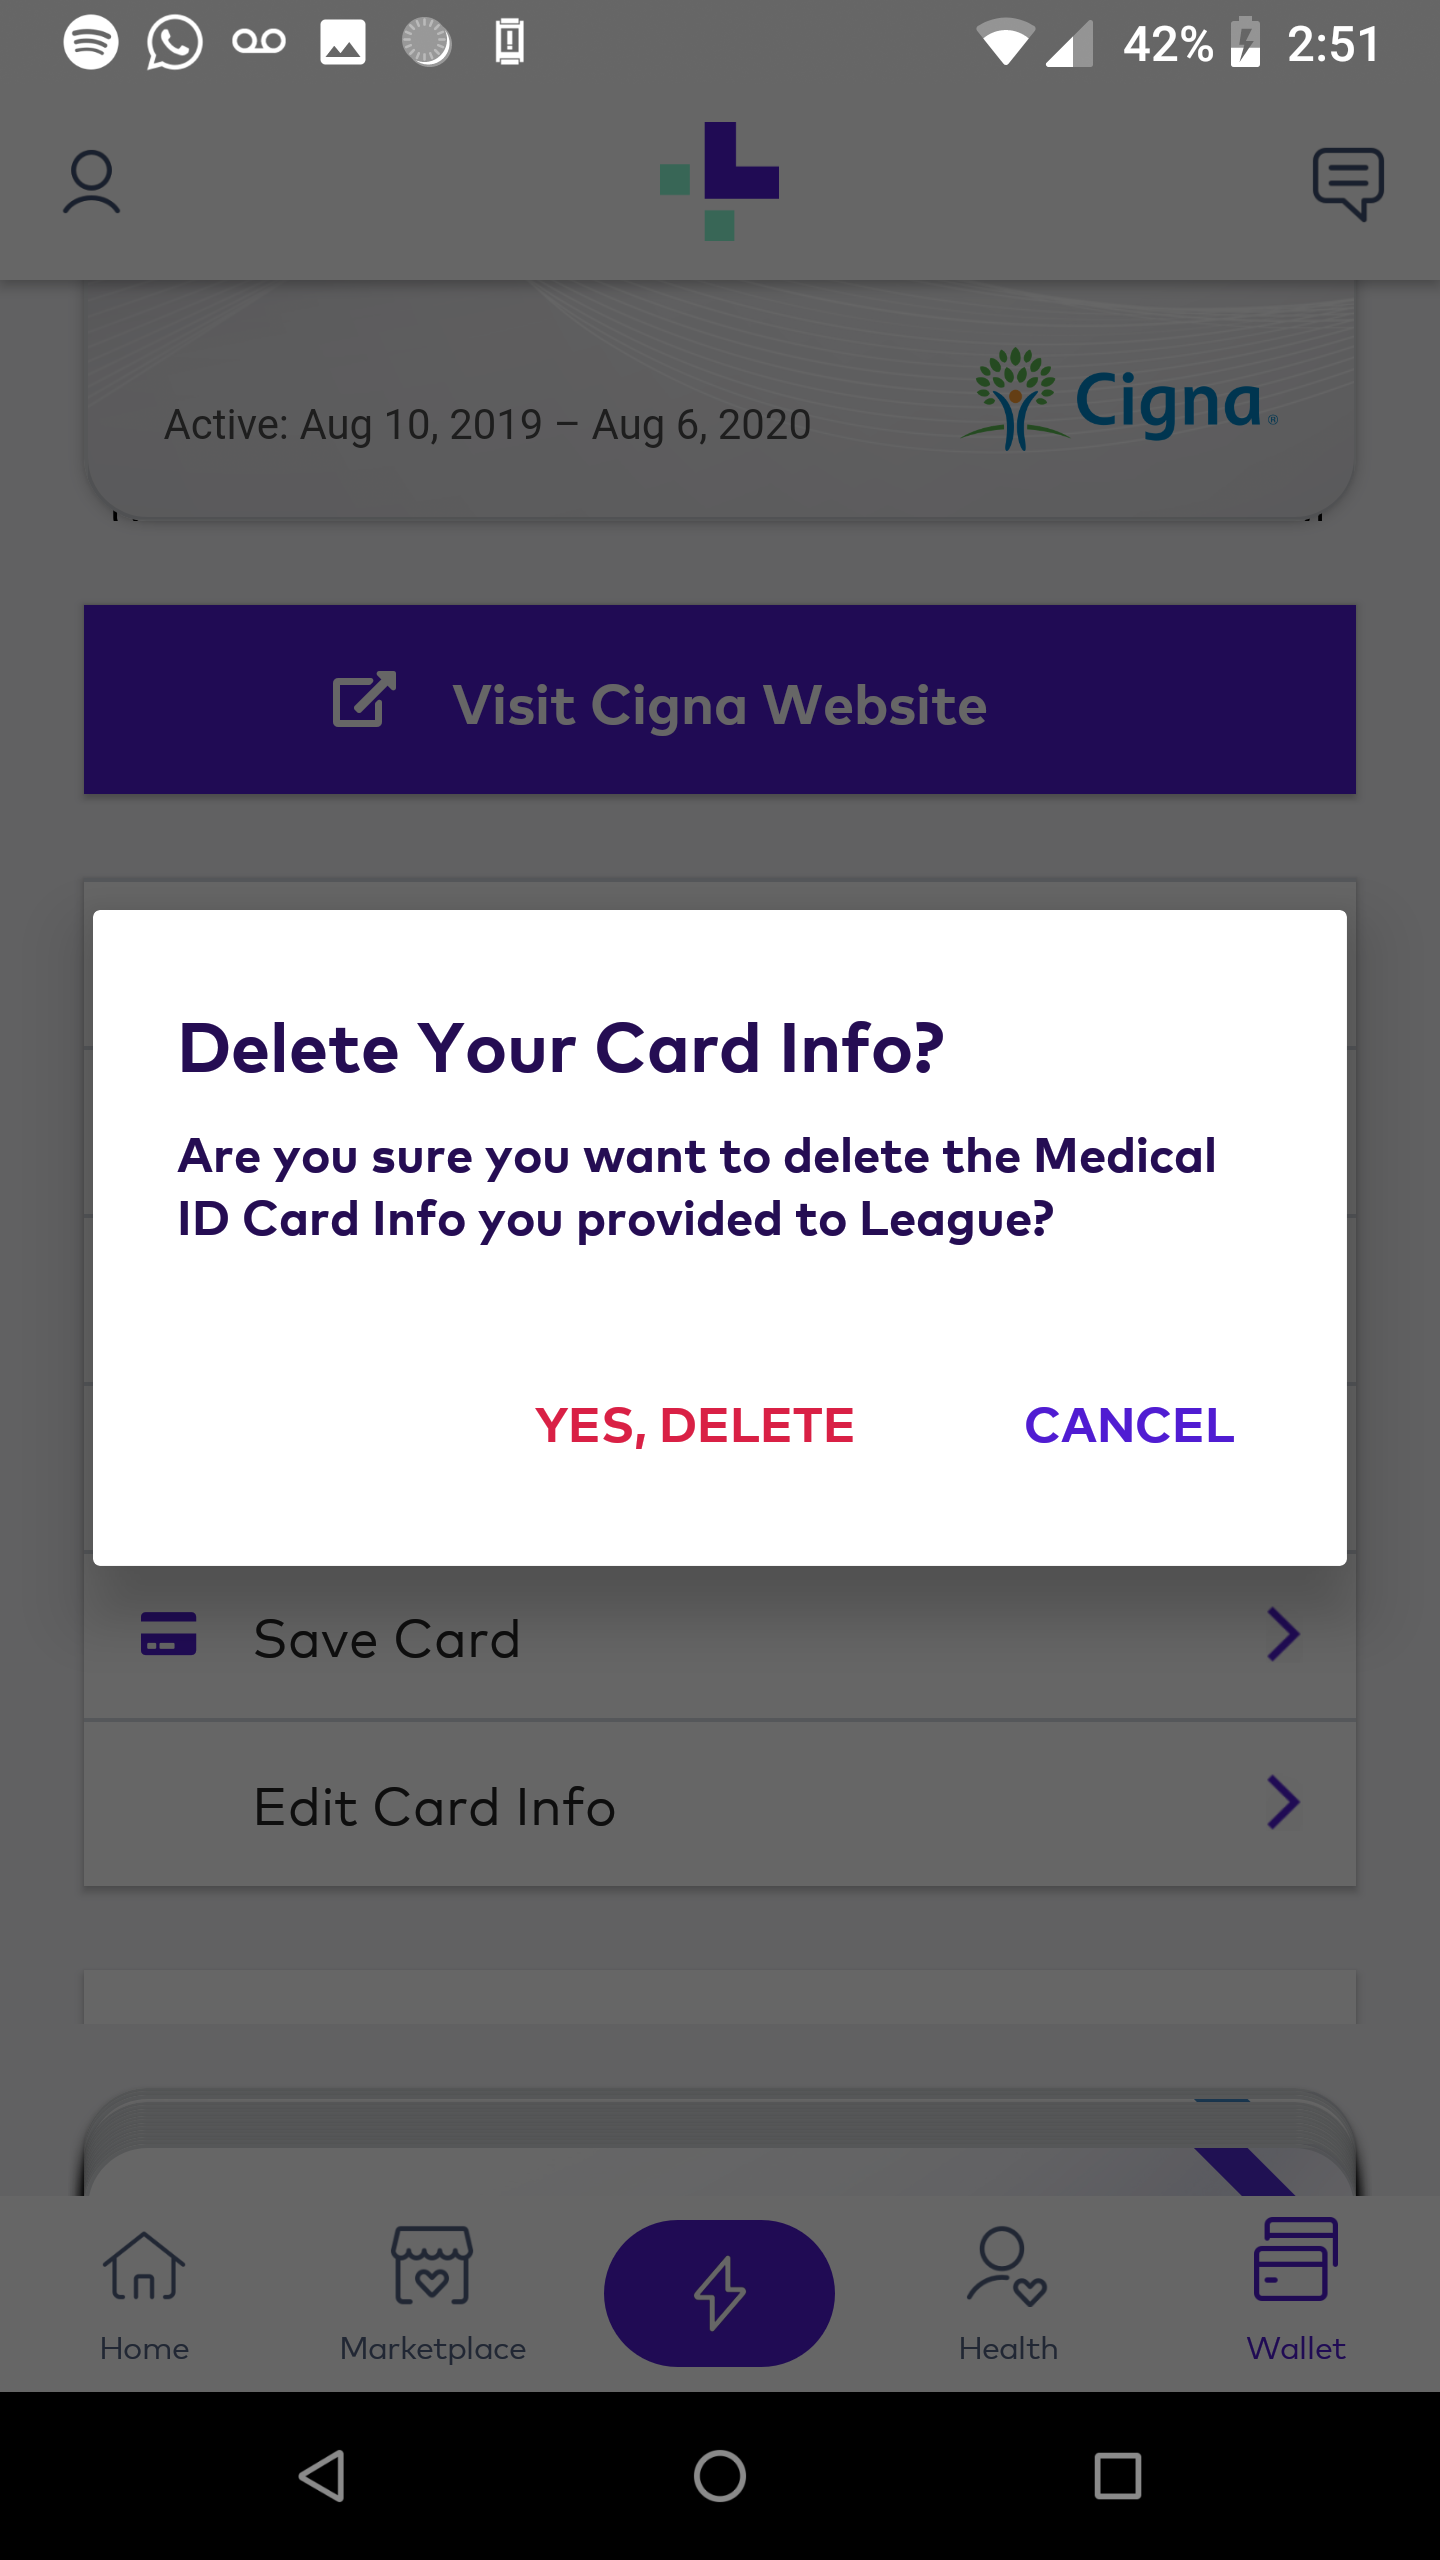 42% 2:51
Active: Aug 10, 2019 – Aug 6, 2020
Cigna®
Visit Cigna Website
Delete Your Card Info?
Are you sure you want to delete the Medical
ID Card Info you provided to League?
YES, DELETE CANCEL
Save Card
Edit Card Info
Home Marketplace Health Wallet